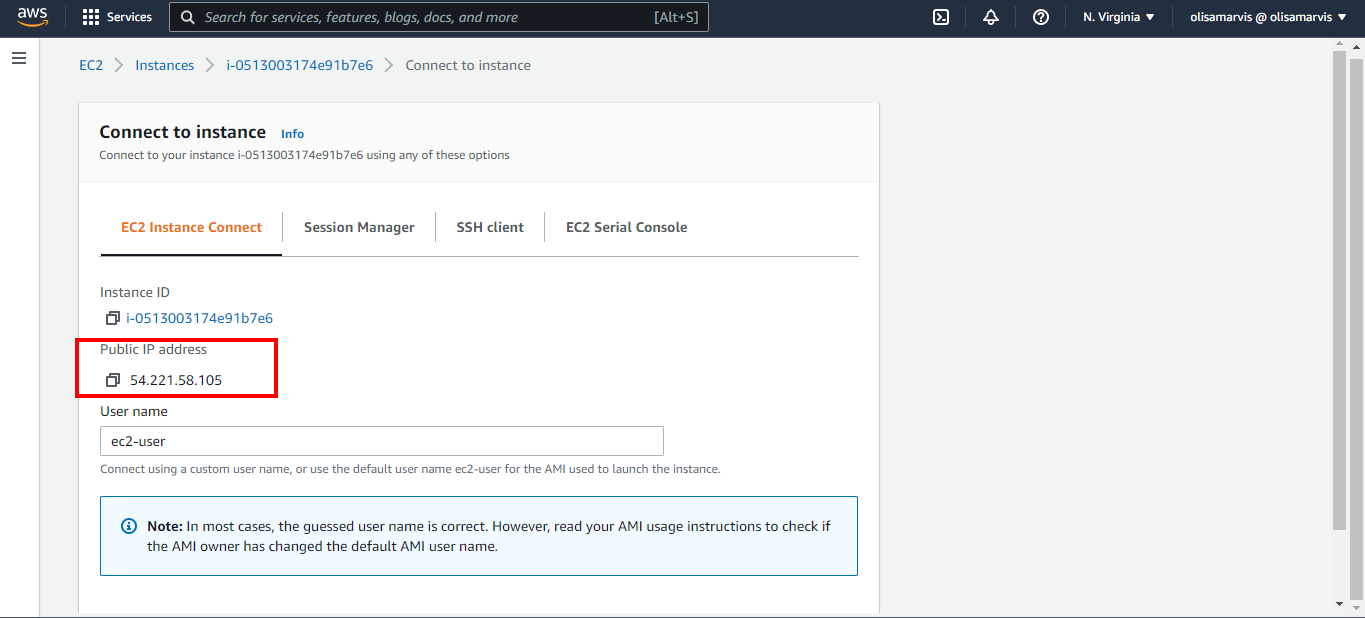 aws
Services
Search for services, features, blogs, docs, and more
[Alt+S]
N. Virginia
olisamarvis @ olisamarvis
EC2
Instances
i-0513003174e91b7e6
Connect to instance
Connect to instance Info
Connect to your instance i-0513003174e91b7e6 using any of these options
EC2 Instance Connect
Session Manager
SSH client
EC2 Serial Console
Instance ID
i-0513003174e91b7e6
Public IP address
54.221.58.105
User name
ec2-user
Connect using a custom user name, or use the default user name ec2-user for the AMI used to launch the instance.
Note: In most cases, the guessed user name is correct. However, read your AMI usage instructions to check if
the AMI owner has changed the default AMI user name.